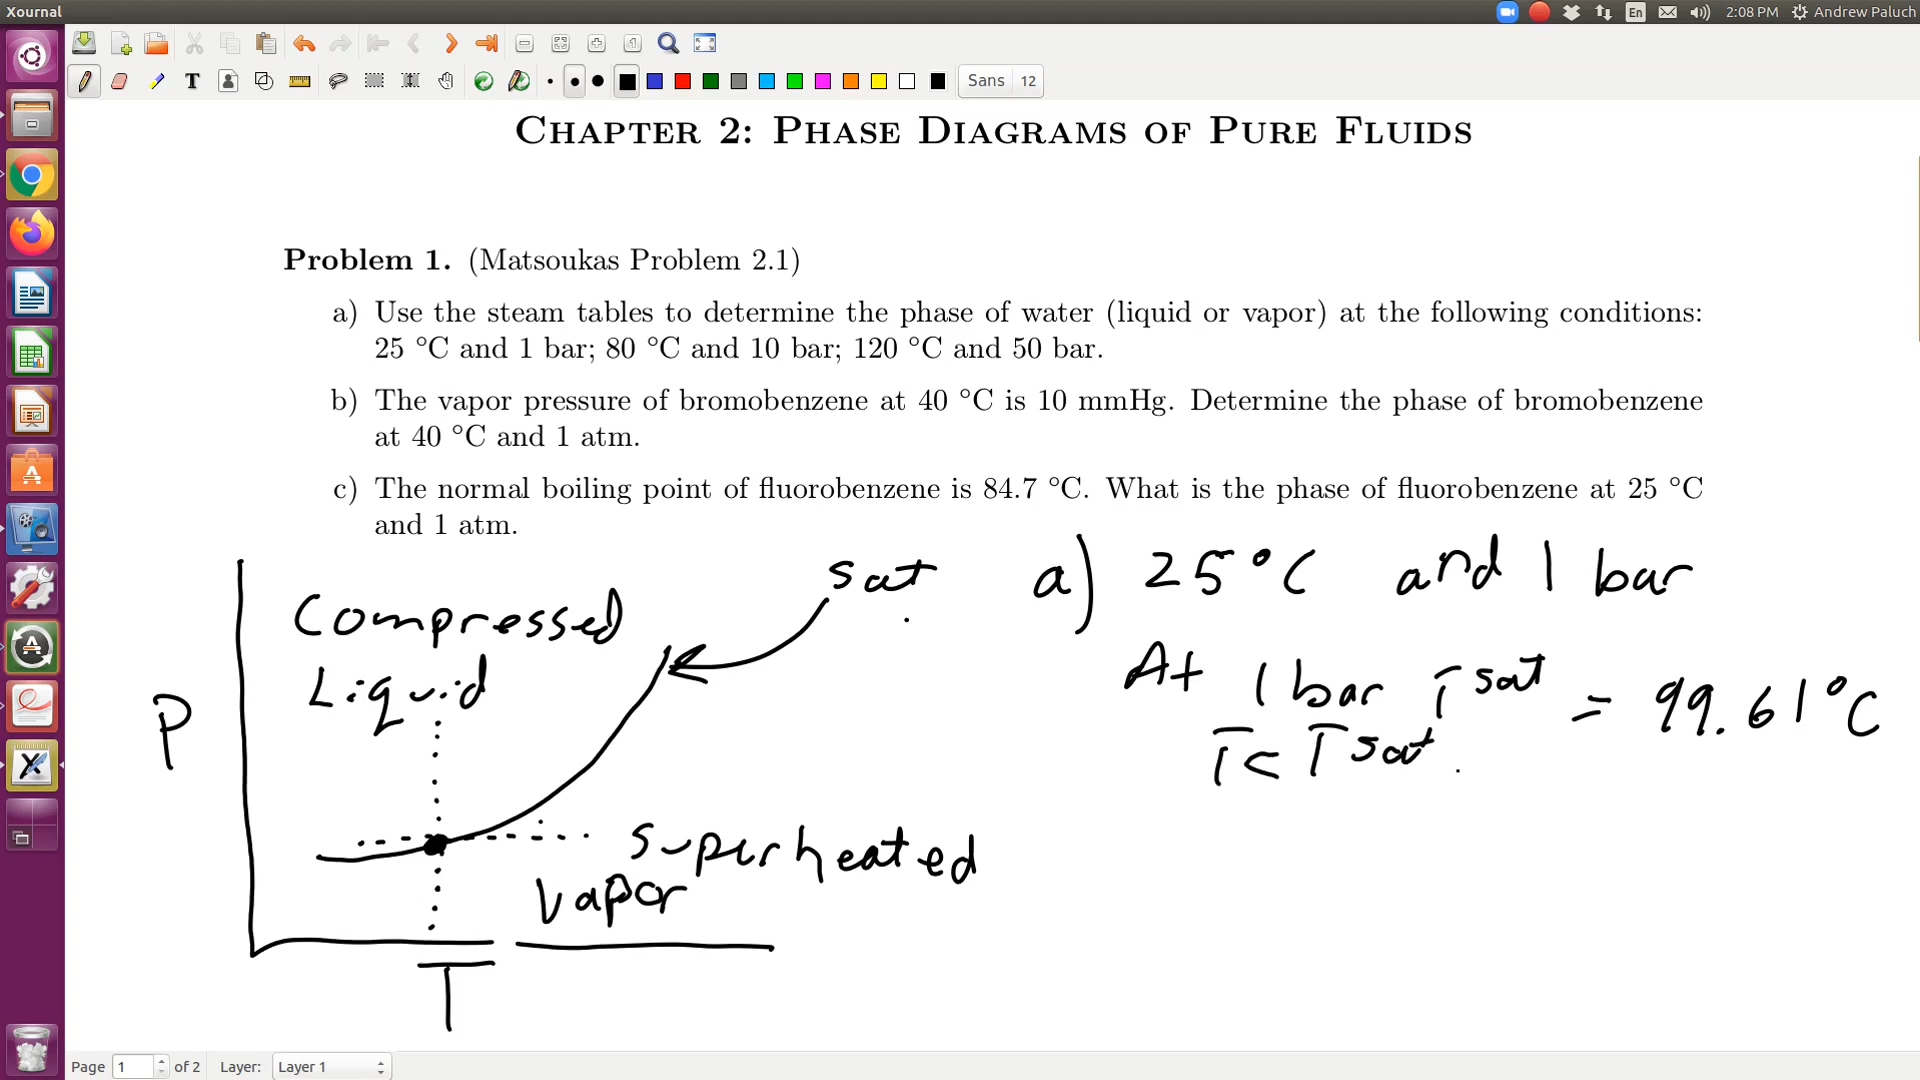 Xournal
En 2:08 PM Andrew Paluch
Sans 12
CHAPTER 2: PHASE DIAGRAMS OF PURE FLUIDS
Problem 1. (Matsoukas Problem 2.1)
a) Use the steam tables to determine the phase of water (liquid or vapor) at the following conditions:
25 °C and 1 bar; 80 °C and 10 bar; 120 °C and 50 bar.
b) The vapor pressure of bromobenzene at 40 °C is 10 mmHg. Determine the phase of bromobenzene
at 40 °C and 1 atm.
c) The normal boiling point of fluorobenzene is 84.7 °C. What is the phase of fluorobenzene at 25 °C
and 1 atm.
sat
Compressed
Liquid
P
Superheated
Vapor
T
a) 25°C and 1 bar
At 1 bar T^sat = 99.61°C
T < T^sat
Page 1 of 2 Layer: Layer 1